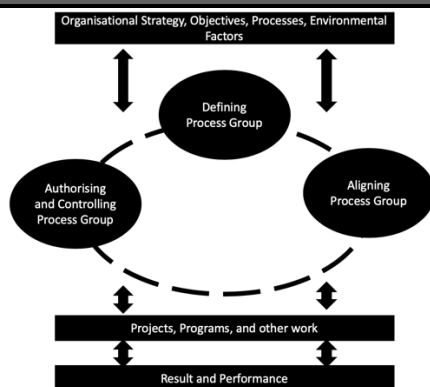 Organisational Strategy, Objectives, Processes, Environmental
Factors
Defining
Process Group
Authorising
and Controlling
Process Group
Aligning
Process Group
Projects, Programs, and other work
Result and Performance